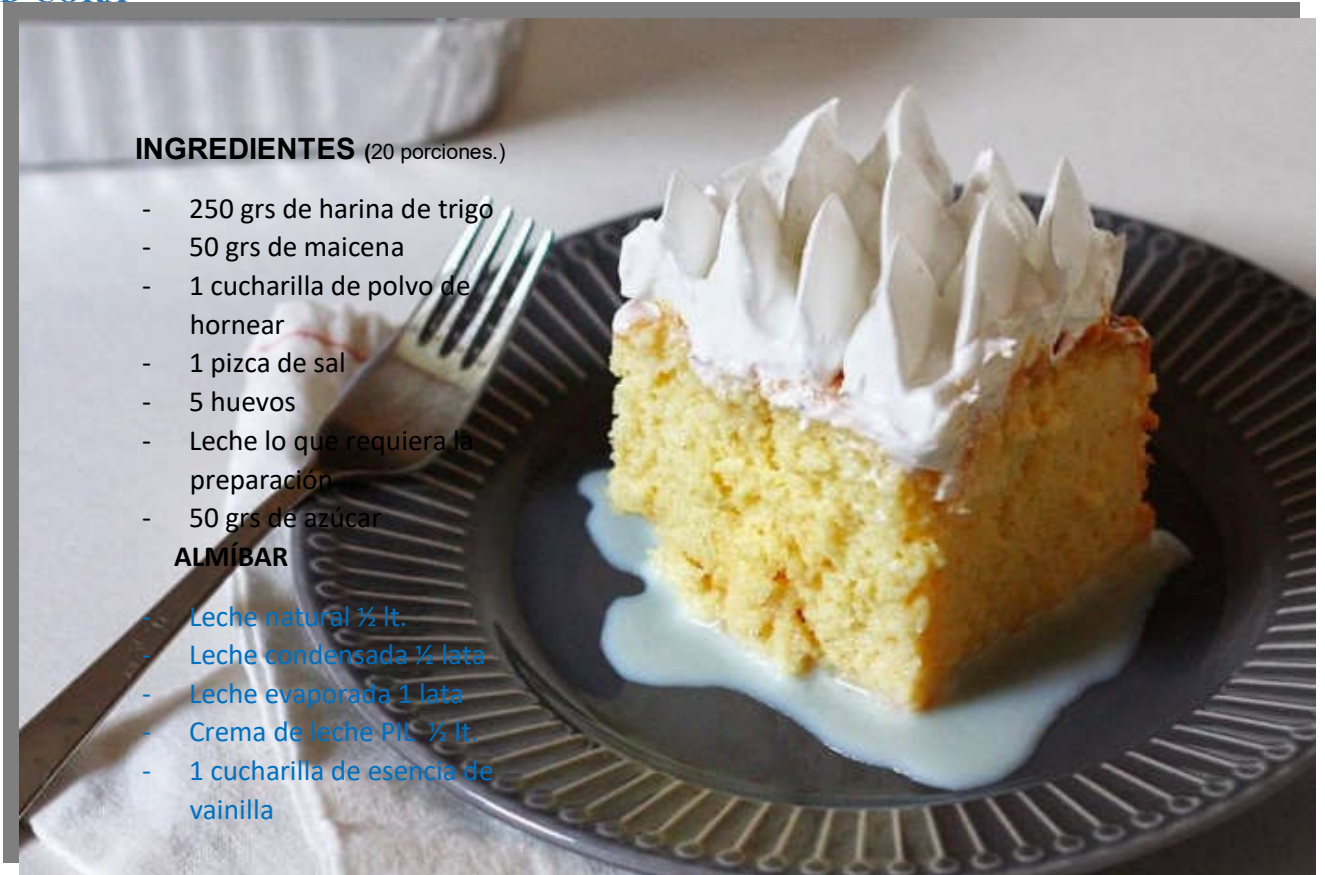 INGREDIENTES (20 porciones.)
- 250 grs de harina de trigo
- 50 grs de maicena
- 1 cucharilla de polvo de
hornear
- 1 pizca de sal
- 5 huevos
- Leche lo que requiera la
preparación
- 50 grs de azúcar
ALMÍBAR
- Leche natural ½ lt.
- Leche condensada ½ lata
- Leche evaporada 1 lata
- Crema de leche PIL ½ lt.
- 1 cucharilla de esencia de
vainilla